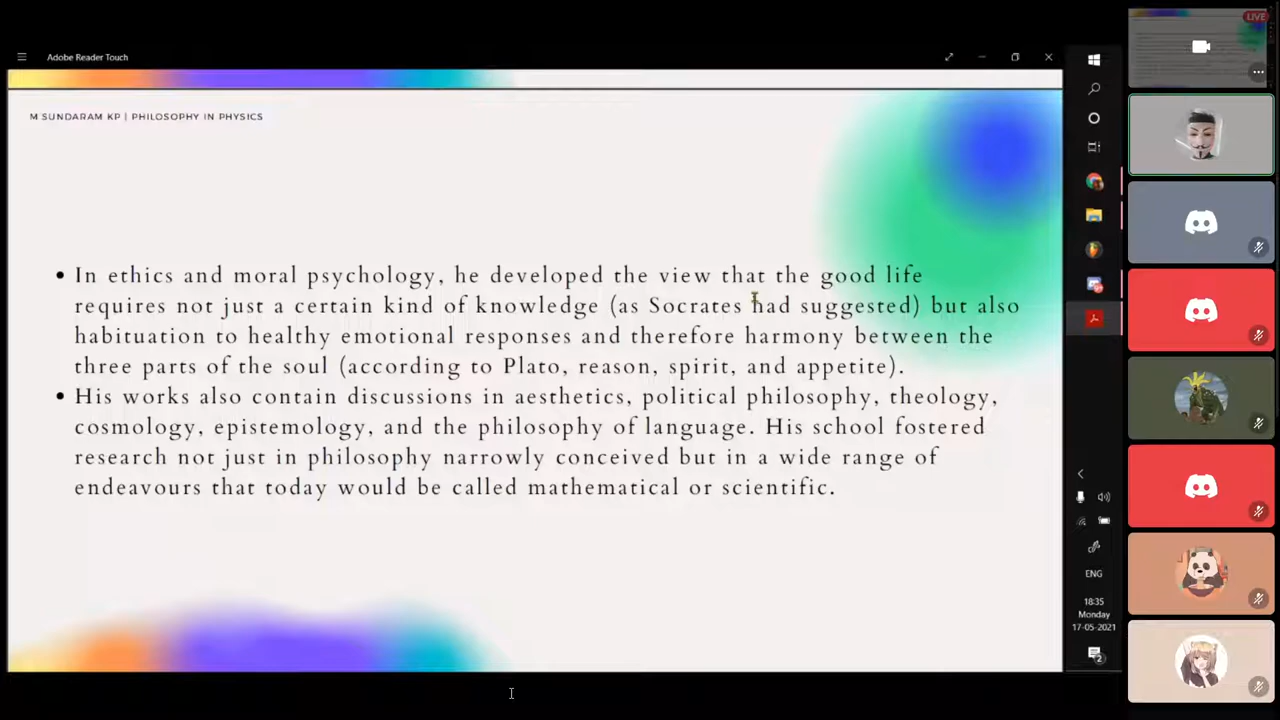 LIVE
Adobe Reader Touch
M SUNDARAM KP | PHILOSOPHY IN PHYSICS
• In ethics and moral psychology, he developed the view that the good life
requires not just a certain kind of knowledge (as Socrates had suggested) but also
habituation to healthy emotional responses and therefore harmony between the
three parts of the soul (according to Plato, reason, spirit, and appetite).
• His works also contain discussions in aesthetics, political philosophy, theology,
cosmology, epistemology, and the philosophy of language. His school fostered
research not just in philosophy narrowly conceived but in a wide range of
endeavours that today would be called mathematical or scientific.
ENG
18:35
Monday
17-05-2021
2